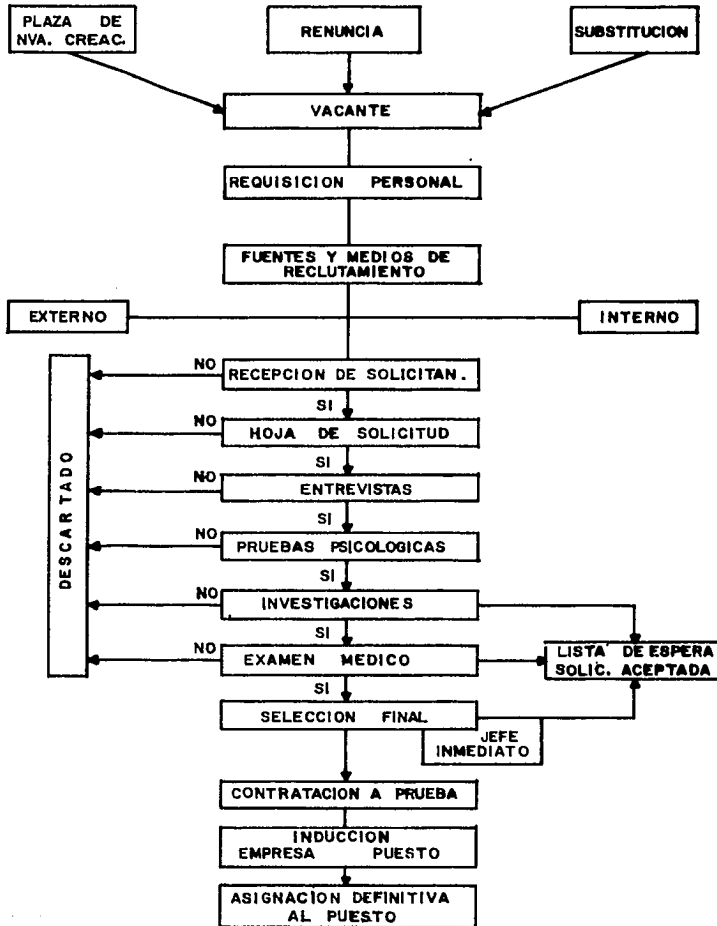 PLAZA DE
NVA. CREAC.
RENUNCIA
SUBSTITUCION
VACANTE
REQUISICION PERSONAL
FUENTES Y MEDIOS DE
RECLUTAMIENTO
EXTERNO
INTERNO
NO
RECEPCION DE SOLICITAN.
SI
NO
HOJA DE SOLICITUD
SI
NO
ENTREVISTAS
SI
NO
PRUEBAS PSICOLOGICAS
SI
NO
INVESTIGACIONES
SI
NO
EXAMEN MEDICO
SI
DESCARTADO
LISTA DE ESPERA
SOLIC. ACEPTADA
SELECCION FINAL
JEFE
INMEDIATO
CONTRATACION A PRUEBA
INDUCCION
EMPRESA PUESTO
ASIGNACION DEFINITIVA
AL PUESTO